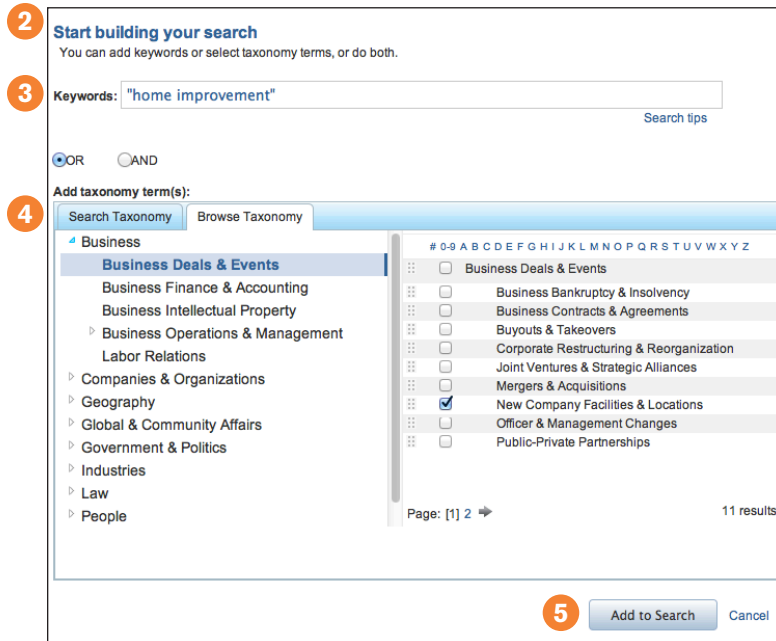 2
Start building your search
You can add keywords or select taxonomy terms, or do both.
3
Keywords: "home improvement"
Search tips
OR AND
Add taxonomy term(s):
4
Search Taxonomy Browse Taxonomy
Business
Business Deals & Events
Business Finance & Accounting
Business Intellectual Property
Business Operations & Management
Labor Relations
Companies & Organizations
Geography
Global & Community Affairs
Government & Politics
Industries
Law
People
# 0-9 A B C D E F G H I J K L M N O P Q R S T U V W X Y Z
Business Deals & Events
Business Bankruptcy & Insolvency
Business Contracts & Agreements
Buyouts & Takeovers
Corporate Restructuring & Reorganization
Joint Ventures & Strategic Alliances
Mergers & Acquisitions
New Company Facilities & Locations
Officer & Management Changes
Public-Private Partnerships
Page: [1] 2 11 results
5
Add to Search Cancel